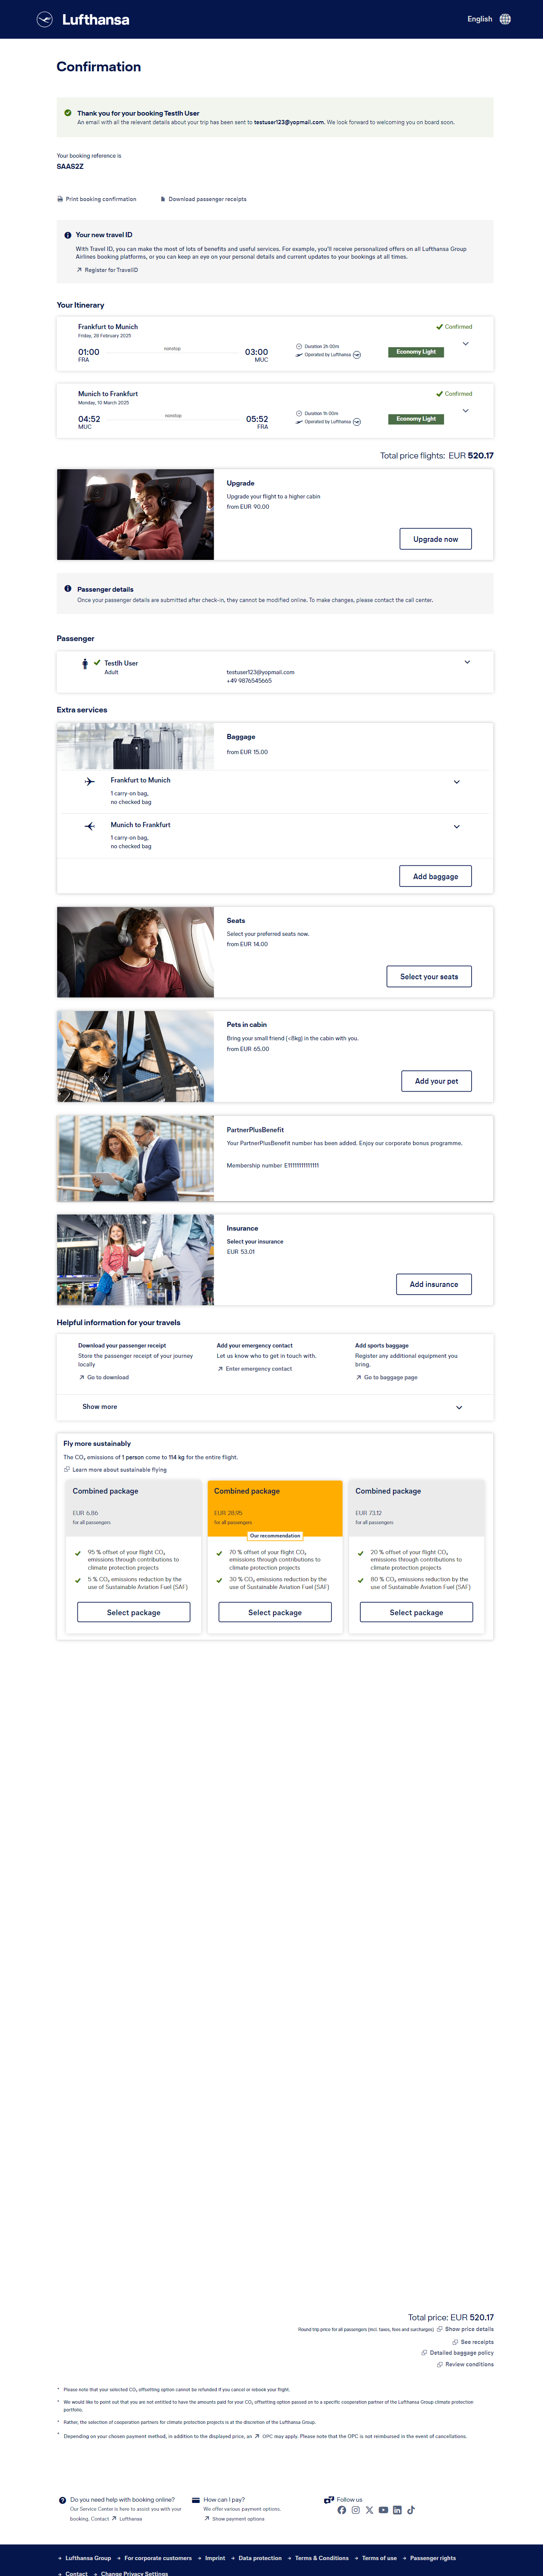 Lufthansa
English
Confirmation
Thank you for your booking Testlh User
An email with all the relevant details about your trip has been sent to testuser123@yopmail.com. We look forward to welcoming you on board soon.
Your booking reference is
SAAS2Z
Print booking confirmation
Download passenger receipts
Your new travel ID
With Travel ID, you can make the most of lots of benefits and useful services. For example, you'll receive personalized offers on all Lufthansa Group
Airlines booking platforms, or you can keep an eye on your personal details and current updates to your bookings at all times.
Register for TravelID
Your Itinerary
Frankfurt to Munich
Confirmed
Friday, 28 February 2025
01:00
nonstop
03:00
FRA
MUC
Duration 2h 00m
Operated by Lufthansa
Economy Light
Munich to Frankfurt
Confirmed
Monday, 10 March 2025
04:52
nonstop
05:52
MUC
FRA
Duration 1h 00m
Operated by Lufthansa
Economy Light
Total price flights: EUR 520.17
Upgrade
Upgrade your flight to a higher cabin
from EUR 90.00
Upgrade now
Passenger details
Once your passenger details are submitted after check-in, they cannot be modified online. To make changes, please contact the call center.
Passenger
Testlh User
Adult
testuser123@yopmail.com
+49 9876545665
Extra services
Baggage
from EUR 15.00
Frankfurt to Munich
1 carry-on bag,
no checked bag
Munich to Frankfurt
1 carry-on bag,
no checked bag
Add baggage
Seats
Select your preferred seats now.
from EUR 14.00
Select your seats
Pets in cabin
Bring your small friend (<8kg) in the cabin with you.
from EUR 65.00
Add your pet
PartnerPlusBenefit
Your PartnerPlusBenefit number has been added. Enjoy our corporate bonus programme.
Membership number
Insurance
Select your insurance
EUR 53.01
Add insurance
Helpful information for your travels
Download your passenger receipt
Store the passenger receipt of your journey
locally
Go to download
Add your emergency contact
Let us know who to get in touch with.
Enter emergency contact
Add sports baggage
Register any additional equipment you
bring.
Go to baggage page
Show more
Fly more sustainably
The CO₂ emissions of 1 person come to 114 kg for the entire flight.
Learn more about sustainable flying
Combined package
EUR 6.86
for all passengers
95 % offset of your flight CO₂
emissions through contributions to
climate protection projects
5 % CO₂ emissions reduction by the
use of Sustainable Aviation Fuel (SAF)
Select package
Combined package
EUR 28.95
for all passengers
Our recommendation
70 % offset of your flight CO₂
emissions through contributions to
climate protection projects
30 % CO₂ emissions reduction by the
use of Sustainable Aviation Fuel (SAF)
Select package
Combined package
EUR 73.12
for all passengers
20 % offset of your flight CO₂
emissions through contributions to
climate protection projects
80 % CO₂ emissions reduction by the
use of Sustainable Aviation Fuel (SAF)
Select package
Total price: EUR 520.17
Round trip price for all passengers (incl. taxes, fees and surcharges)
Show price details
See receipts
Detailed baggage policy
Review conditions
* Please note that your selected CO₂ offsetting option cannot be refunded if you cancel or rebook your flight.
* We would like to point out that you are not entitled to have the amounts paid for your CO₂ offsetting option passed on to a specific cooperation partner of the Lufthansa Group climate protection
portfolio.
* Rather, the selection of cooperation partners for climate protection projects is at the discretion of the Lufthansa Group.
* Depending on your chosen payment method, in addition to the displayed price, an OPC may apply. Please note that the OPC is not reimbursed in the event of cancellations.
Do you need help with booking online?
Our Service Center is here to assist you with your
booking. Contact Lufthansa
How can I pay?
We offer various payment options.
Show payment options
Follow us
Lufthansa Group
For corporate customers
Imprint
Data protection
Terms & Conditions
Terms of use
Passenger rights
Contact
Change Privacy Settings